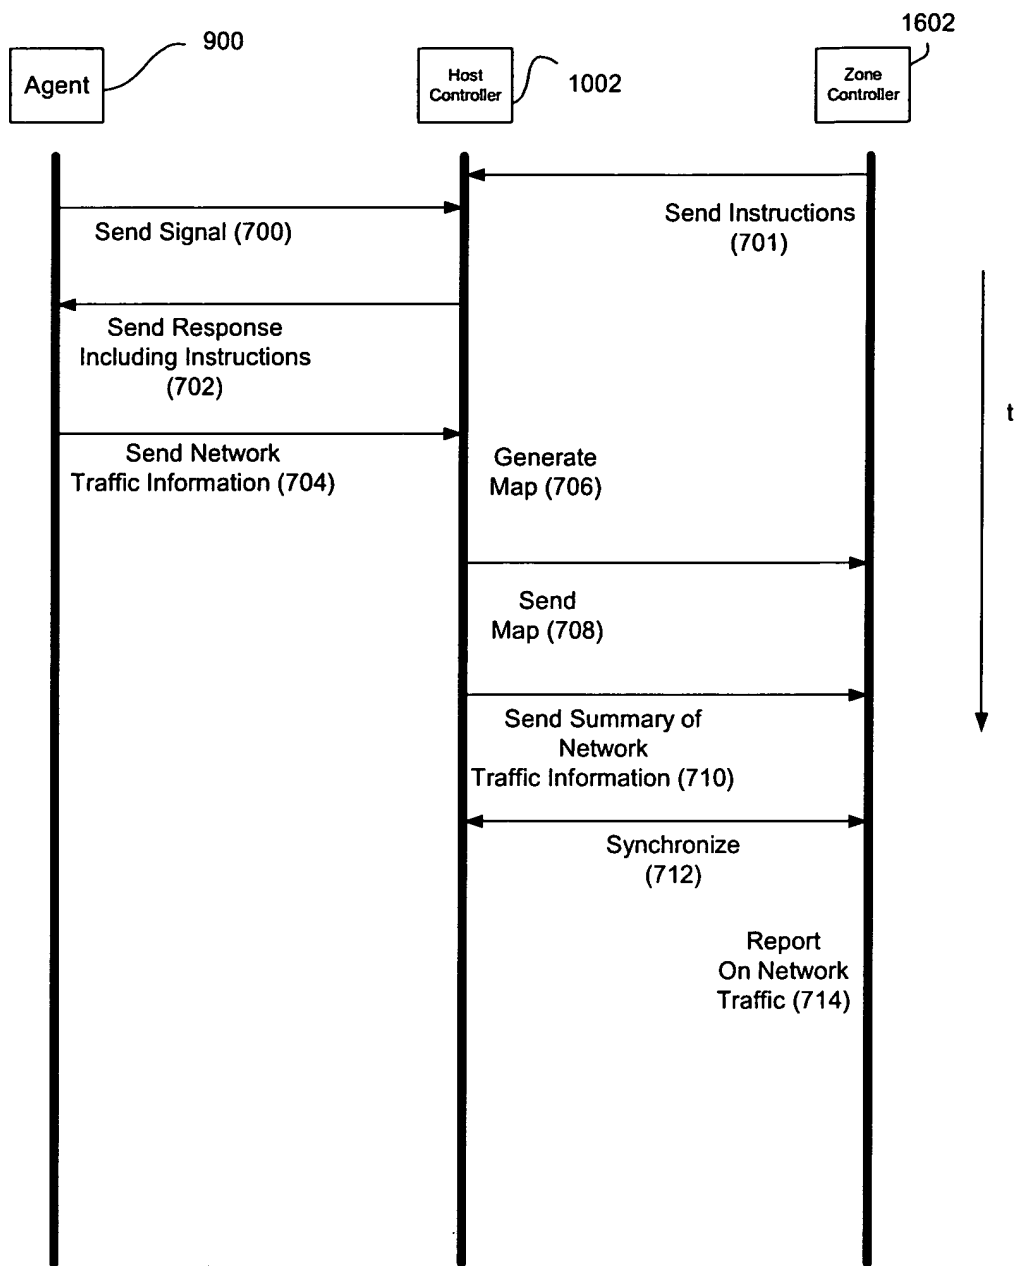 900
1602
Agent
Host
Controller
1002
Zone
Controller
Send Instructions
(701)
Send Signal (700)
Send Response
Including Instructions
(702)
t
Send Network
Traffic Information (704)
Generate
Map (706)
Send
Map (708)
Send Summary of
Network
Traffic Information (710)
Synchronize
(712)
Report
On Network
Traffic (714)